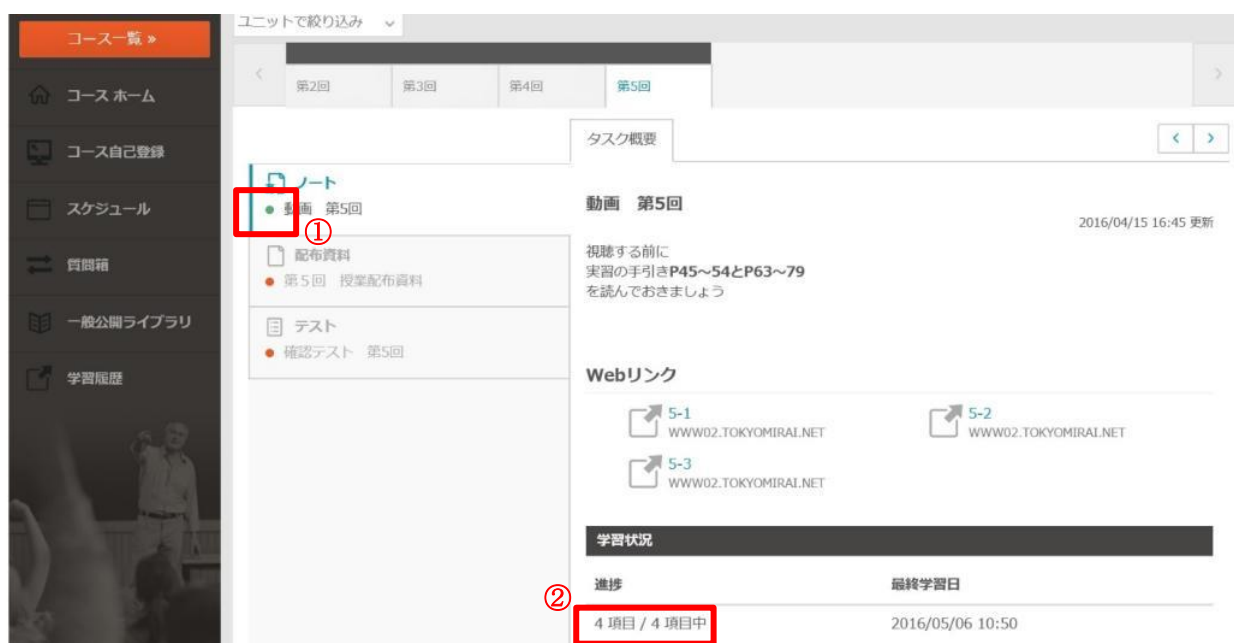 コース一覧 »
コース ホーム
コース自己登録
スケジュール
質問箱
一般公開ライブラリ
学習履歴
ユニットで絞り込み
第2回
第3回
第4回
第5回
ノート
動画 第5回
①
配布資料
第５回 授業配布資料
テスト
確認テスト 第5回
タスク概要
動画 第5回
2016/04/15 16:45 更新
視聴する前に
実習の手引きP45～54とP63～79
を読んでおきましょう
Webリンク
5-1
WWW02.TOKYOMIRAI.NET
5-2
WWW02.TOKYOMIRAI.NET
5-3
WWW02.TOKYOMIRAI.NET
学習状況
進捗
最終学習日
②
4 項目 / 4 項目中
2016/05/06 10:50